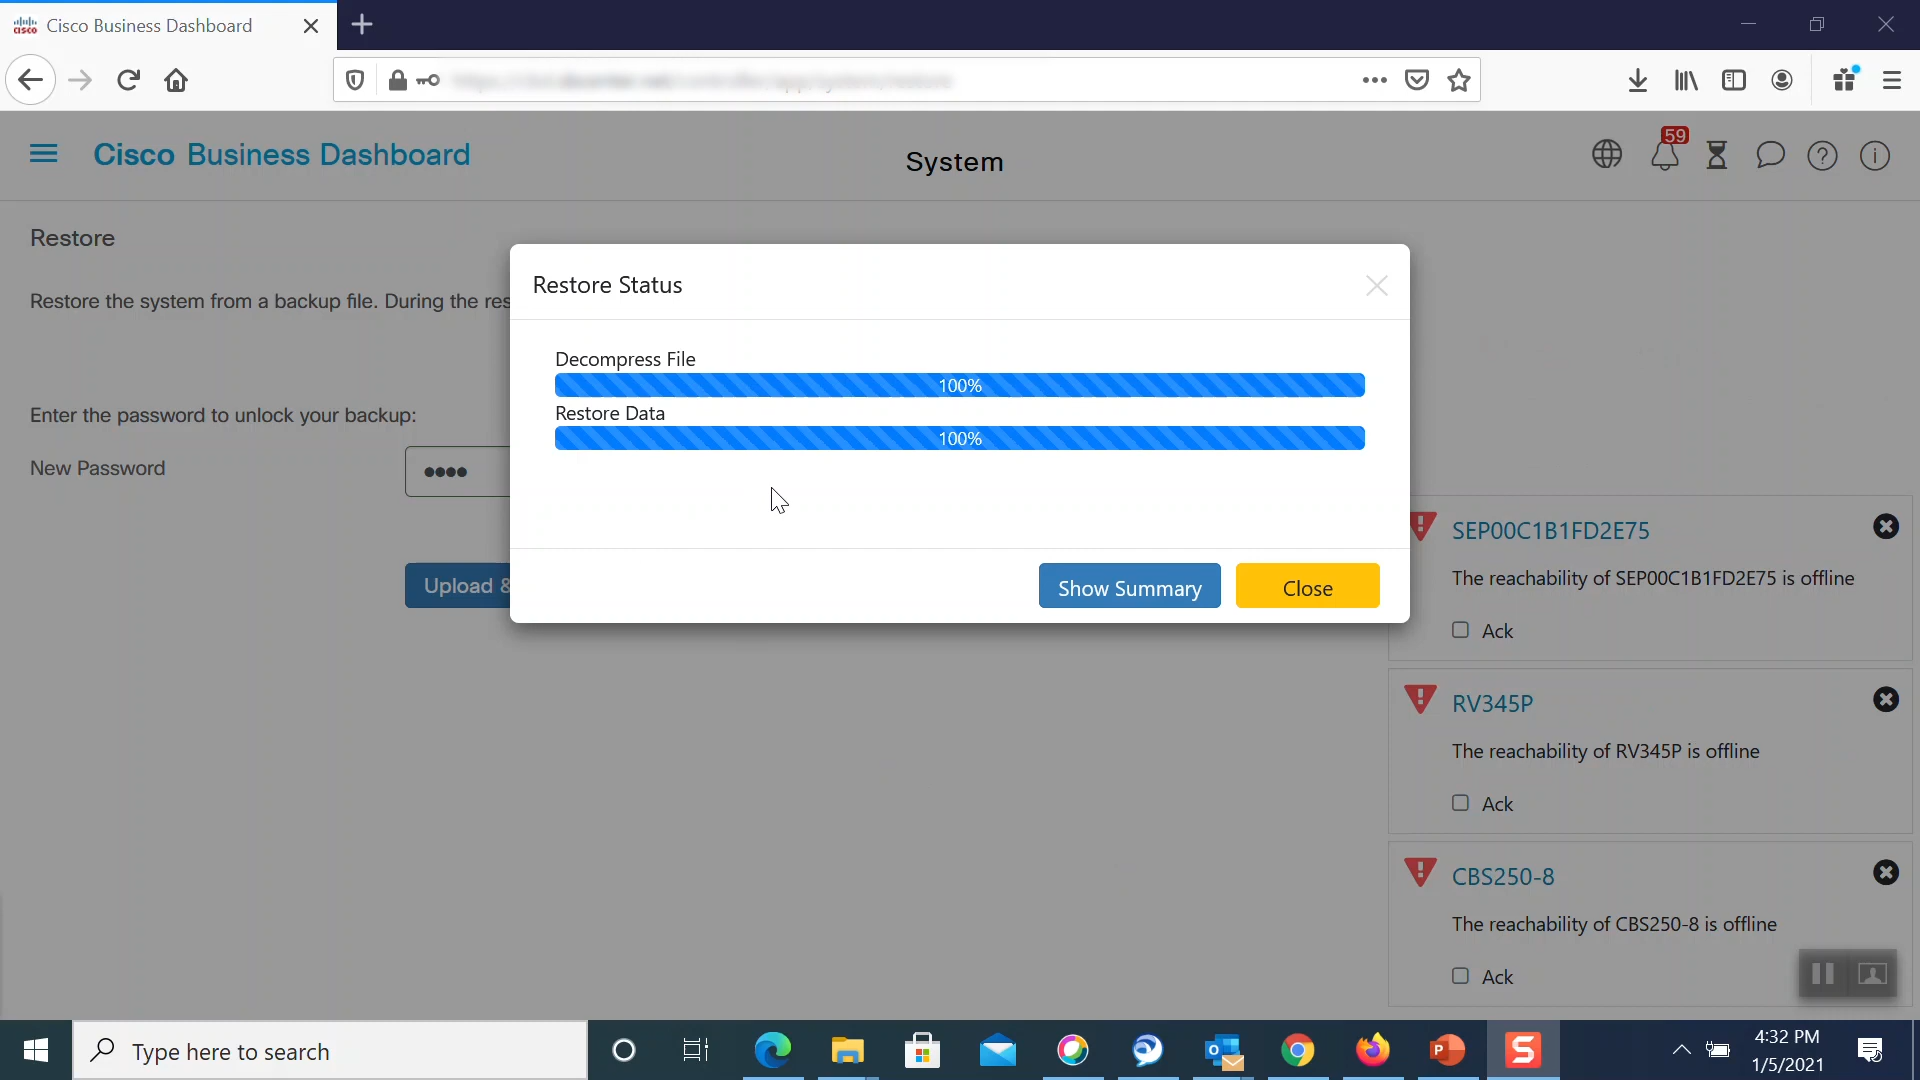 Cisco Business Dashboard
Cisco Business Dashboard
System
59
Restore
Restore the system from a backup file. During the res
Enter the password to unlock your backup:
New Password
Upload &
Restore Status
Decompress File
100%
Restore Data
100%
Show Summary
Close
SEP00C1B1FD2E75
The reachability of SEP00C1B1FD2E75 is offline
Ack
RV345P
The reachability of RV345P is offline
Ack
CBS250-8
The reachability of CBS250-8 is offline
Ack
Type here to search
4:32 PM
1/5/2021